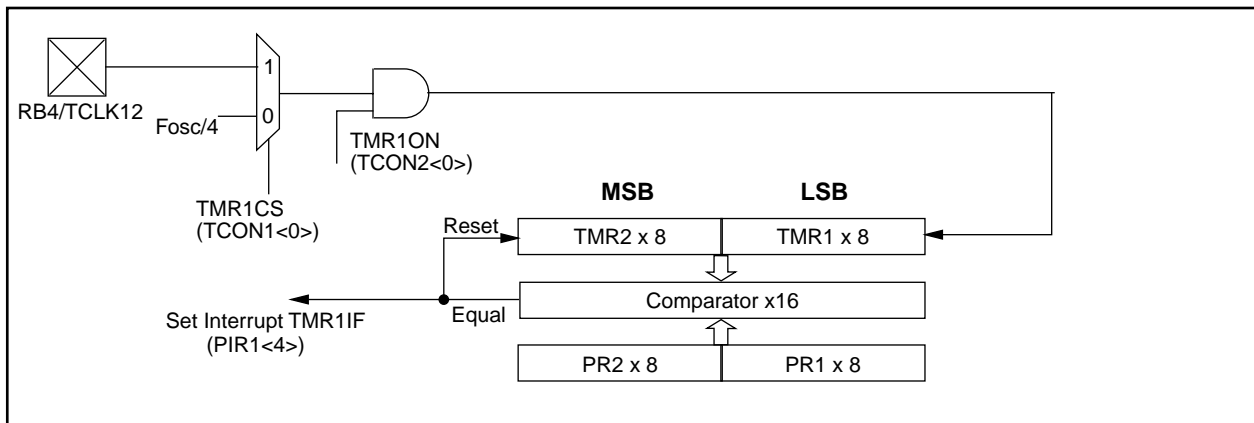 1
RB4/TCLK12
Fosc/4
0
TMR1ON
(TCON2<0>)
TMR1CS
(TCON1<0>)
MSB
LSB
Reset
TMR2 x 8
TMR1 x 8
Comparator x16
Equal
Set Interrupt TMR1IF
(PIR1<4>)
PR2 x 8
PR1 x 8